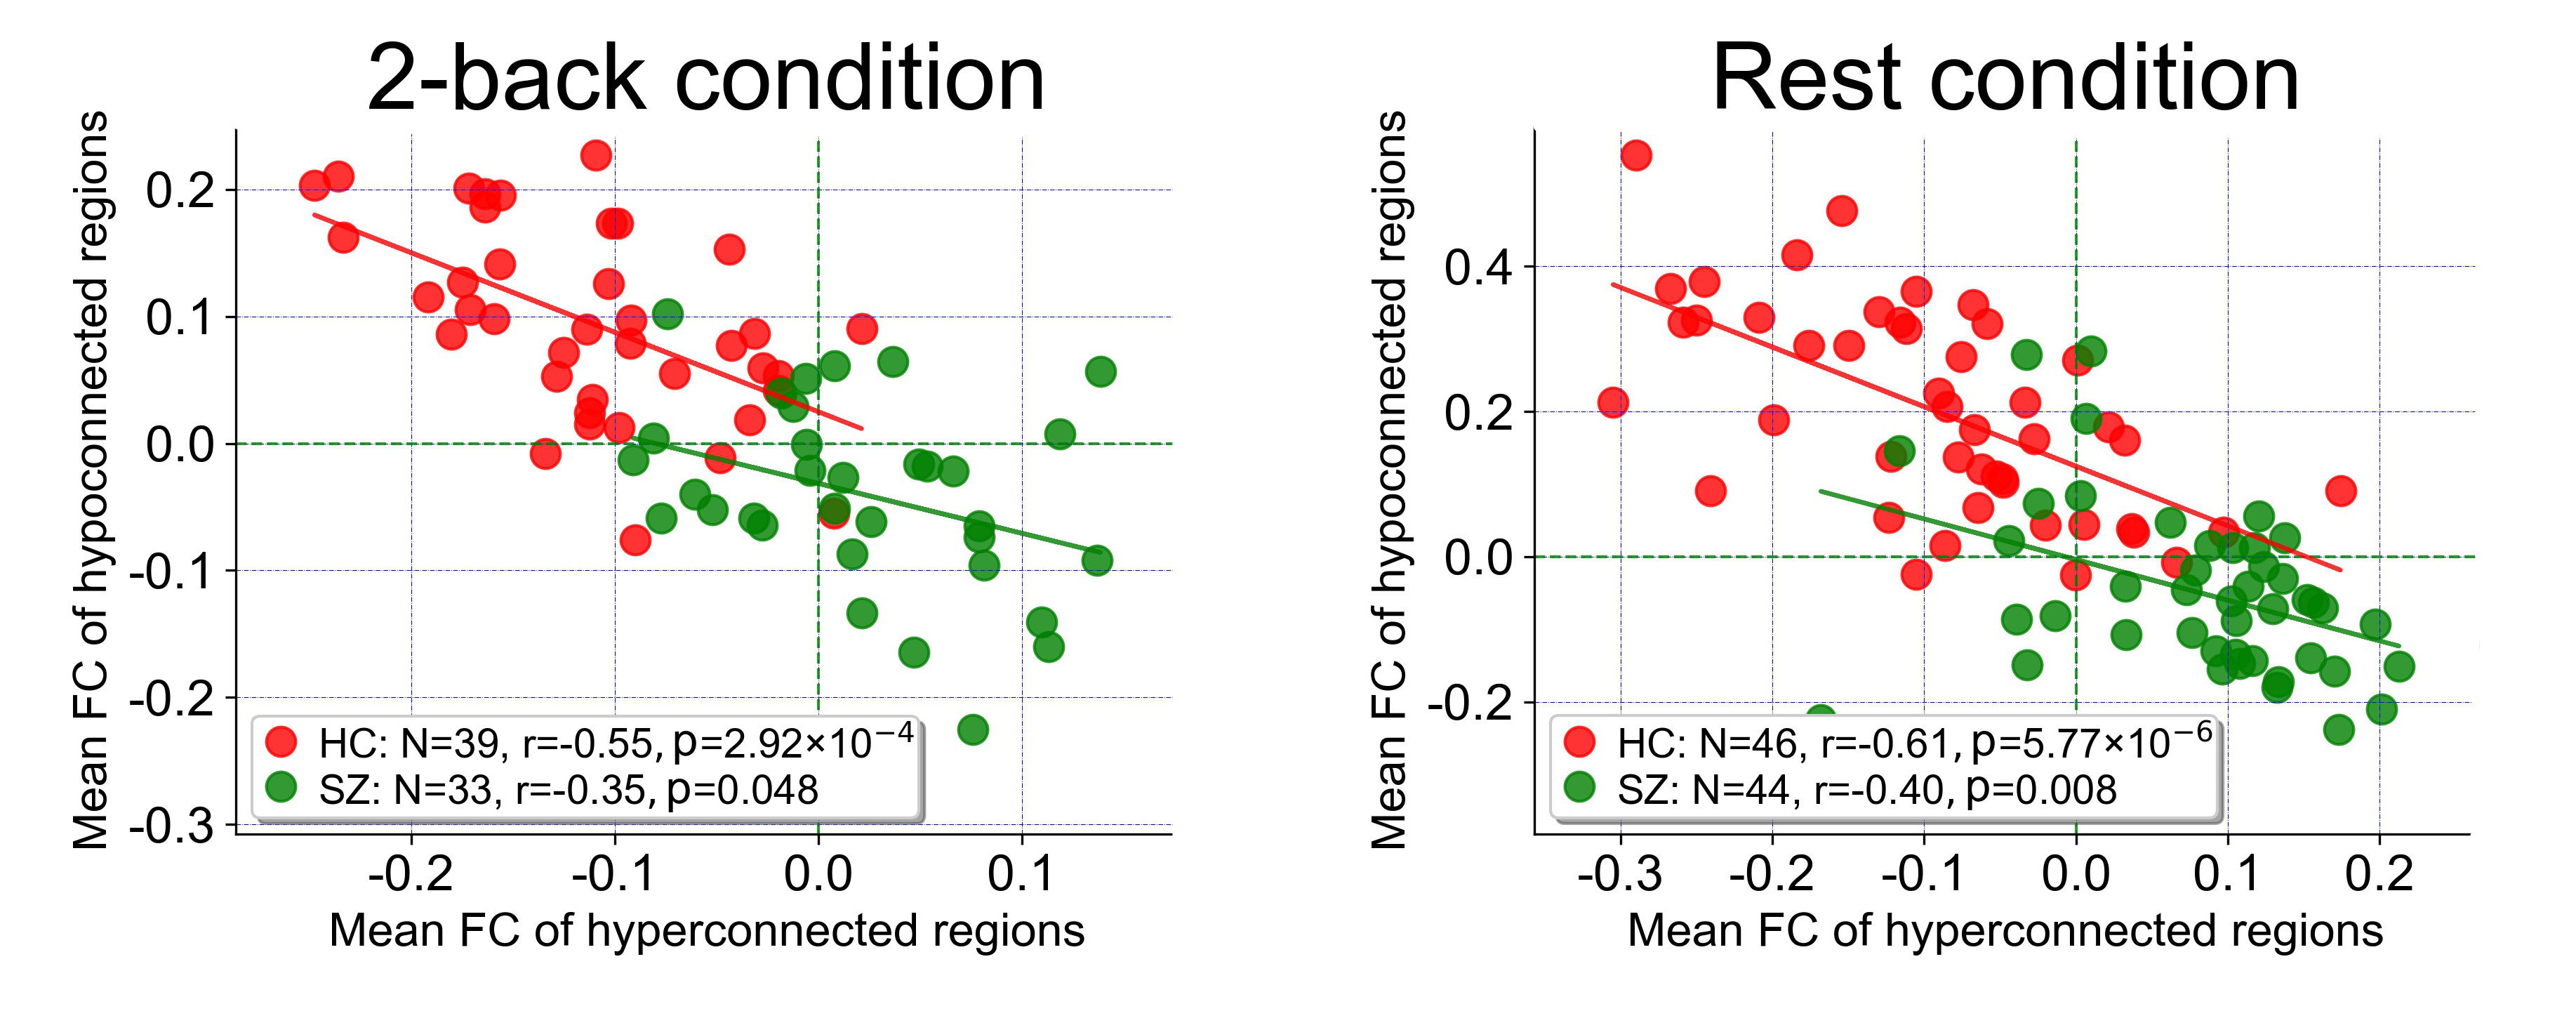 2-back condition
Mean FC of hypoconnected regions
0.2
0.1
0.0
-0.1
-0.2
-0.3
HC: N=39, r=-0.55, p=2.92×10⁻⁴
SZ: N=33, r=-0.35, p=0.048
-0.2 -0.1 0.0 0.1
Mean FC of hyperconnected regions
Rest condition
Mean FC of hypoconnected regions
0.4
0.2
0.0
-0.2
HC: N=46, r=-0.61, p=5.77×10⁻⁶
SZ: N=44, r=-0.40, p=0.008
-0.3 -0.2 -0.1 0.0 0.1 0.2
Mean FC of hyperconnected regions